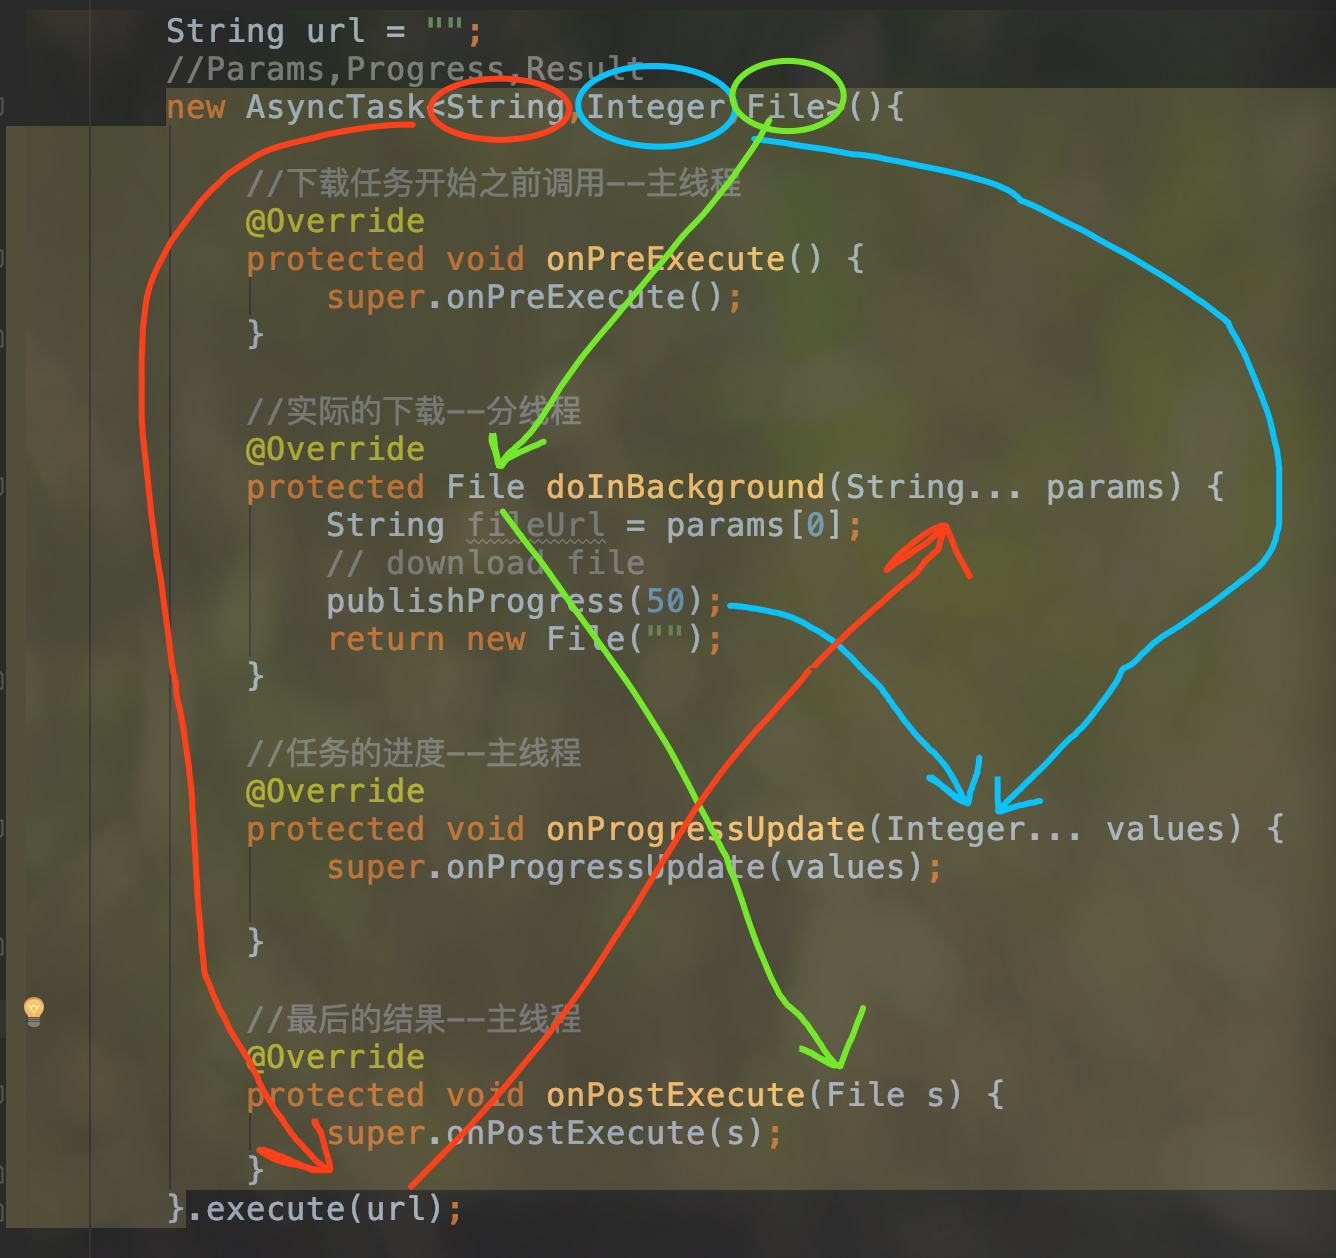 String url = "";
//Params,Progress,Result
new AsyncTask<String,Integer,File>(){
//下载任务开始之前调用--主线程
@Override
protected void onPreExecute() {
super.onPreExecute();
}
//实际的下载--分线程
@Override
protected File doInBackground(String... params) {
String fileUrl = params[0];
// download file
publishProgress(50);
return new File("");
}
//任务的进度--主线程
@Override
protected void onProgressUpdate(Integer... values) {
super.onProgressUpdate(values);
}
//最后的结果--主线程
@Override
protected void onPostExecute(File s) {
super.onPostExecute(s);
}
}.execute(url);